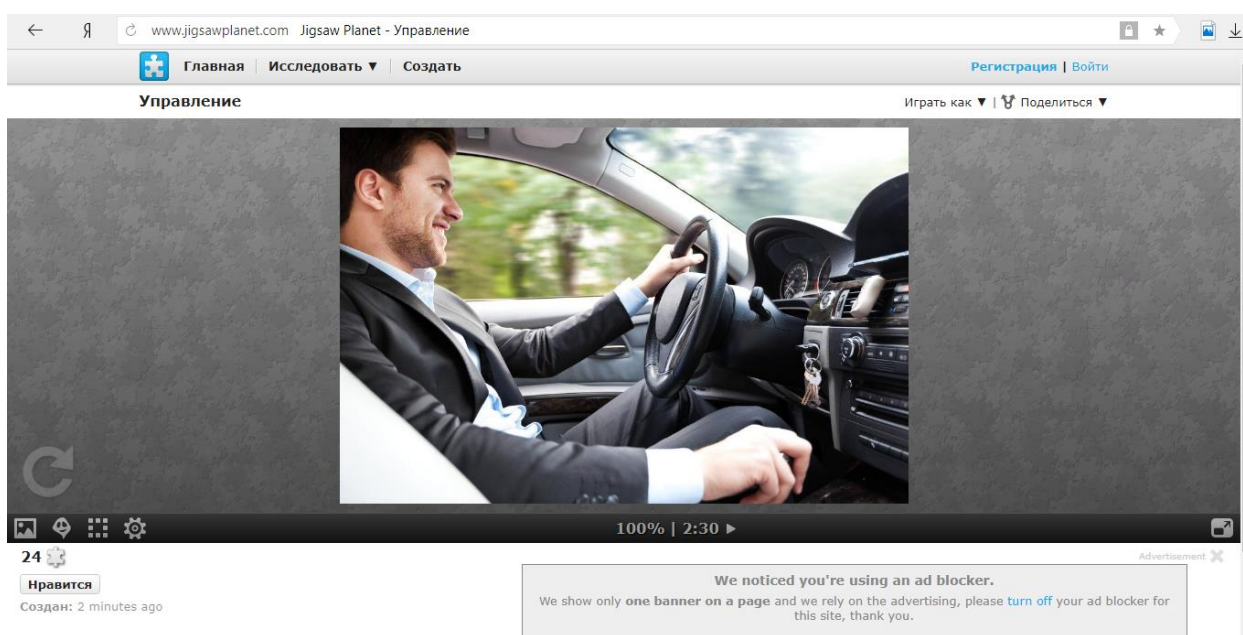 Я www.jigsawplanet.com Jigsaw Planet - Управление
Главная Исследовать ▼ Создать Регистрация | Войти
Управление Играть как ▼ | Поделиться ▼
100% | 2:30 ▶
24
Advertisement
Нравится
Создан: 2 minutes ago
We noticed you're using an ad blocker.
We show only one banner on a page and we rely on the advertising, please turn off your ad blocker for
this site, thank you.